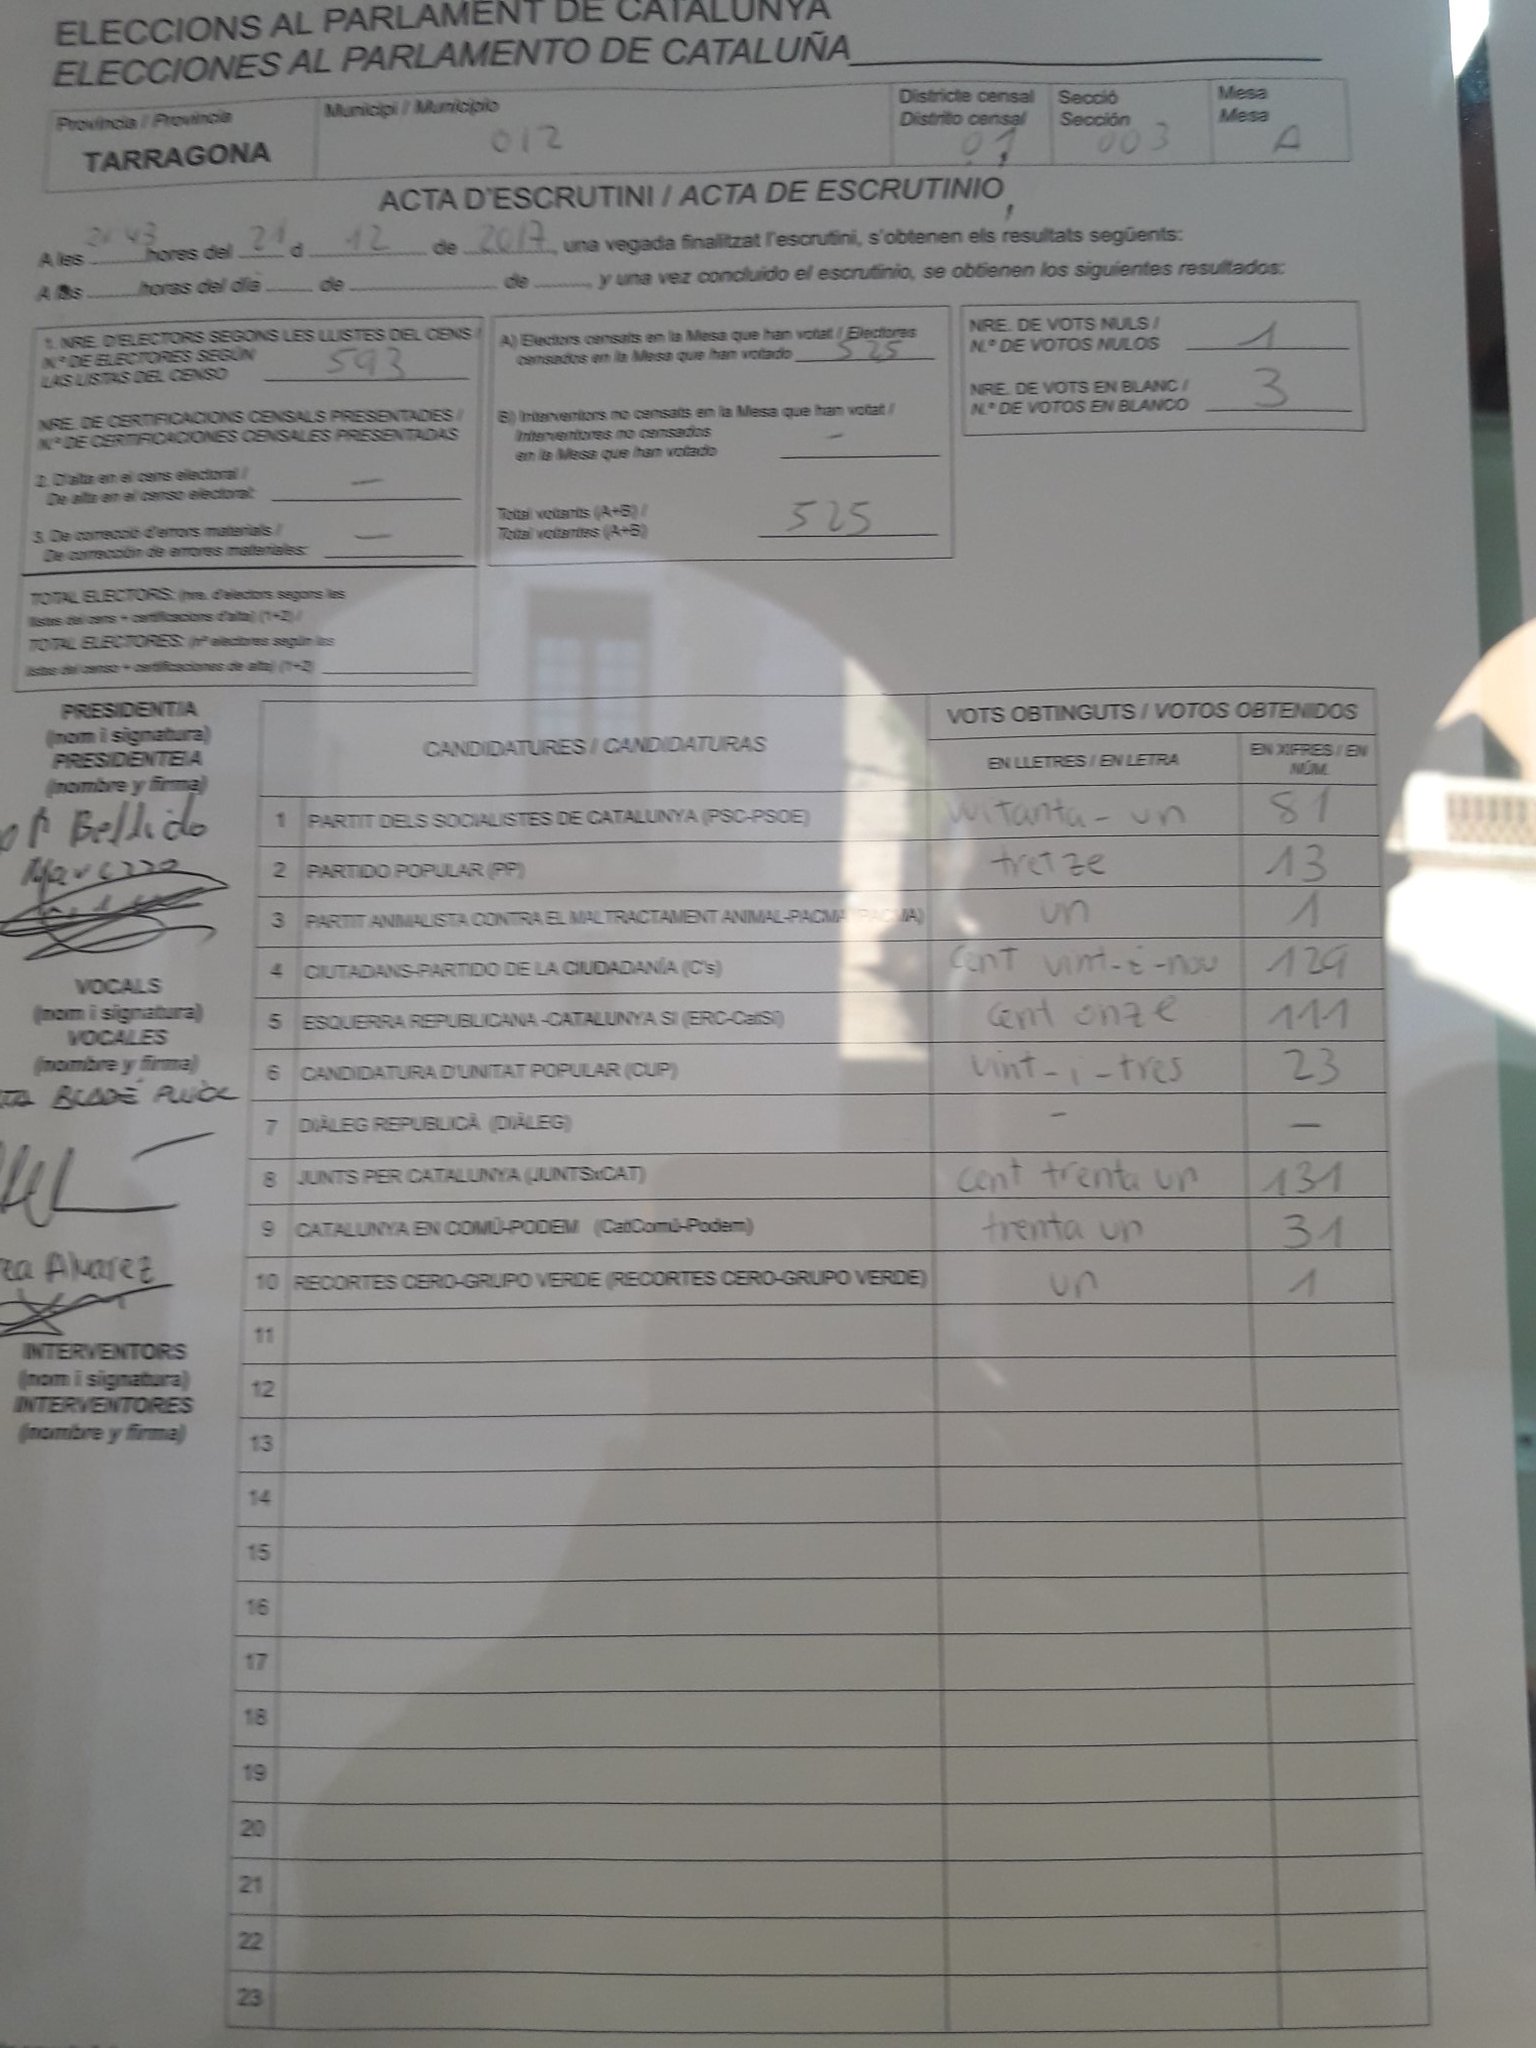 ELECCIONS AL PARLAMENT DE CATALUNYA
ELECCIONES AL PARLAMENTO DE CATALUÑA
Província / Provincia
TARRAGONA
Municipi / Municipio
012
Districte censal
Distrito censal
01
Secció
Sección
003
Mesa
Mesa
A
ACTA D'ESCRUTINI / ACTA DE ESCRUTINIO
A les 21 43 hores del 21 d 12 de 2017, una vegada finalitzat l'escrutini, s'obtenen els resultats següents:
A las horas del día de de , y una vez concluido el escrutinio, se obtienen los siguientes resultados:
1. NRE. D'ELECTORS SEGONS LES LLISTES DEL CENS /
N.º DE ELECTORES SEGÚN
LAS LISTAS DEL CENSO 593
NRE. DE CERTIFICACIONS CENSALS PRESENTADES /
N.º DE CERTIFICACIONES CENSALES PRESENTADAS
2. D'alta en el cens electoral /
De alta en el censo electoral: —
3. De correcció d'errors materials /
De corrección de errores materiales: —
TOTAL ELECTORS: (nre. d'electors segons les
llistes del cens + certificacions d'alta) (1+2) /
TOTAL ELECTORES: (nº electores según las
listas del censo + certificaciones de alta) (1+2)
A) Electors censats en la Mesa que han votat / Electores
censados en la Mesa que han votado 525
B) Interventors no censats en la Mesa que han votat /
Interventores no censados
en la Mesa que han votado —
Total votants (A+B) /
Total votantes (A+B) 525
NRE. DE VOTS NULS /
N.º DE VOTOS NULOS 1
NRE. DE VOTS EN BLANC /
N.º DE VOTOS EN BLANCO 3
PRESIDENT/A
(nom i signatura)
PRESIDENTE/A
(nombre y firma)
Bellido
VOCALS
(nom i signatura)
VOCALES
(nombre y firma)
BLADÉ
Alvarez
INTERVENTORS
(nom i signatura)
INTERVENTORES
(nombre y firma)
CANDIDATURES / CANDIDATURAS
VOTS OBTINGUTS / VOTOS OBTENIDOS
EN LLETRES / EN LETRA
EN XIFRES / EN
NÚM.
1 PARTIT DELS SOCIALISTES DE CATALUNYA (PSC-PSOE) vuitanta-un 81
2 PARTIDO POPULAR (PP) tretze 13
3 PARTIT ANIMALISTA CONTRA EL MALTRACTAMENT ANIMAL-PACMA (PACMA) un 1
4 CIUTADANS-PARTIDO DE LA CIUDADANÍA (C's) cent vint-i-nou 129
5 ESQUERRA REPUBLICANA -CATALUNYA SI (ERC-CatSí) cent onze 111
6 CANDIDATURA D'UNITAT POPULAR (CUP) vint-i-tres 23
7 DIÀLEG REPUBLICÀ (DIÀLEG) - —
8 JUNTS PER CATALUNYA (JUNTSxCAT) cent trenta un 131
9 CATALUNYA EN COMÚ-PODEM (CatComú-Podem) trenta un 31
10 RECORTES CERO-GRUPO VERDE (RECORTES CERO-GRUPO VERDE) un 1
11
12
13
14
15
16
17
18
19
20
21
22
23